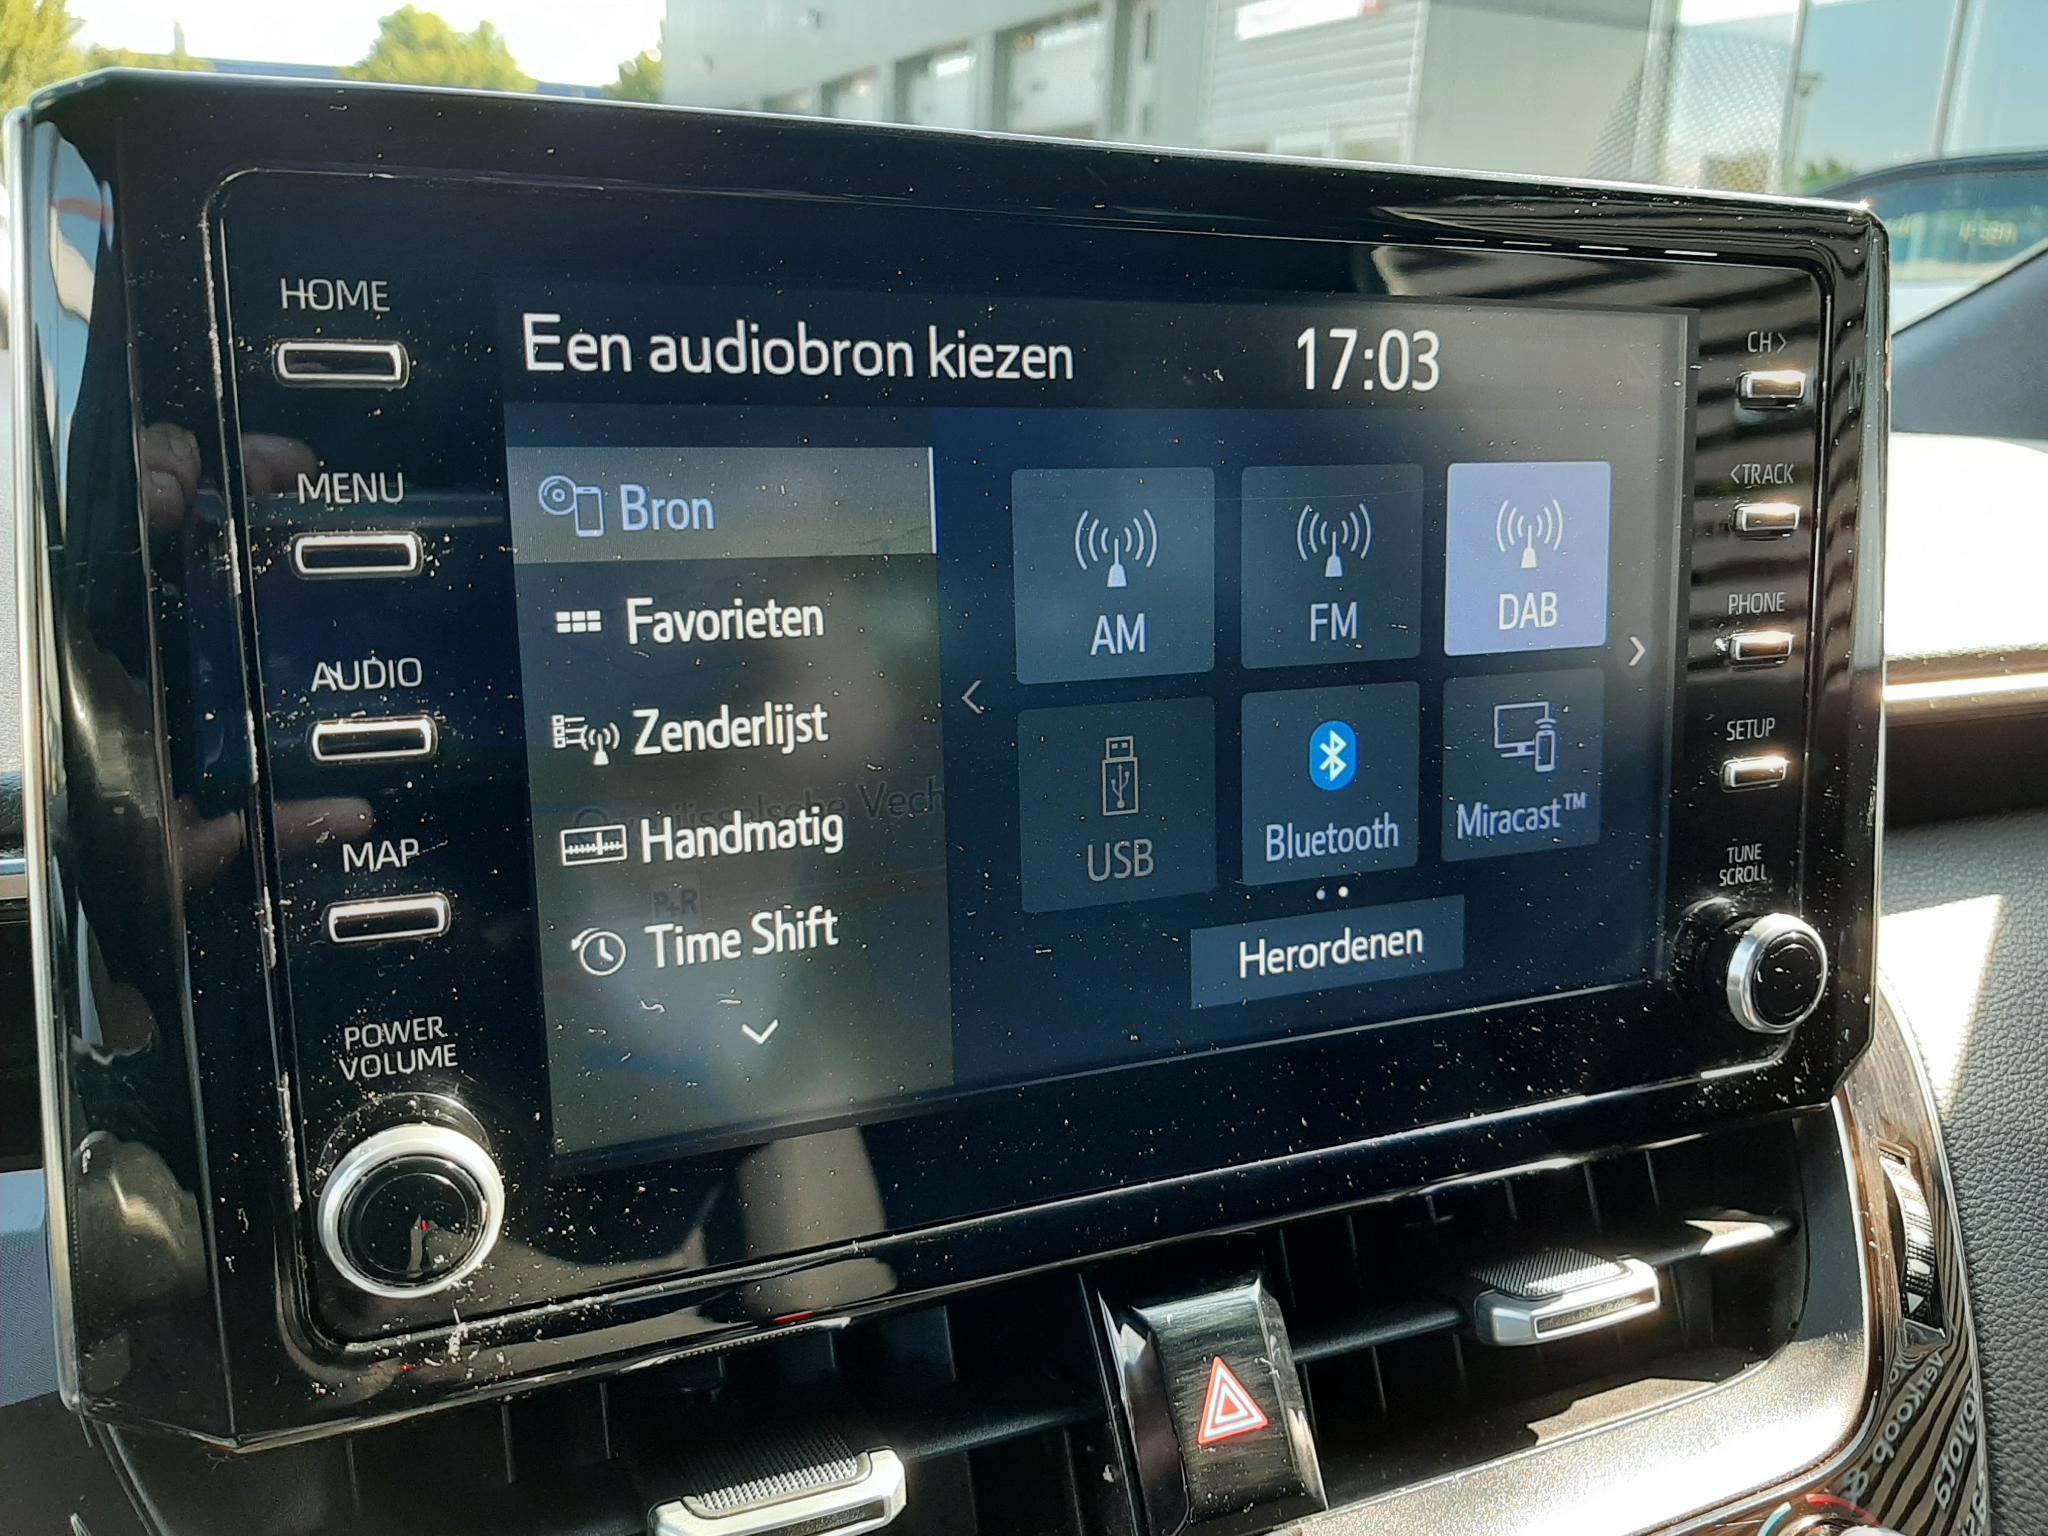 HOME
MENU
AUDIO
MAP
POWER
VOLUME
Een audiobron kiezen
17:03
Bron
Favorieten
Zenderlijst
Handmatig
Time Shift
AM
FM
DAB
USB
Bluetooth
Miracast™
Herordenen
P+R
CH>
<TRACK
PHONE
SETUP
TUNE
SCROLL
Verkoop &